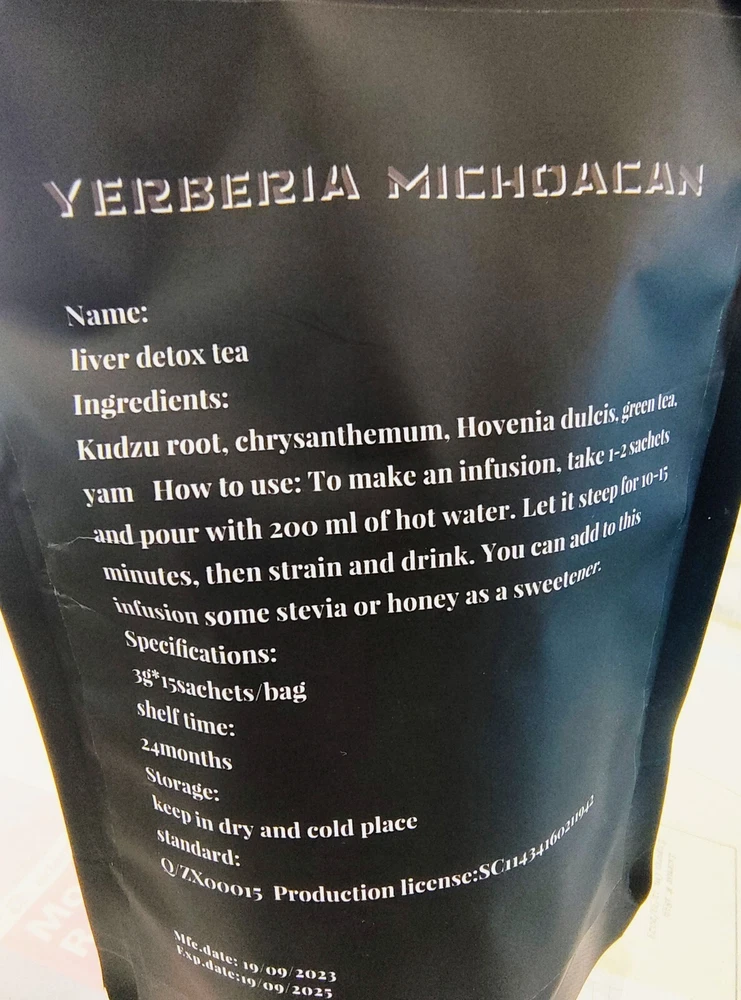 YERBERIA MICHOACAN
Name:
liver detox tea
Ingredients:
Kudzu root, chrysanthemum, Hovenia dulcis, green tea,
yam How to use: To make an infusion, take 1-2 sachets
and pour with 200 ml of hot water. Let it steep for 10-15
minutes, then strain and drink. You can add to this
infusion some stevia or honey as a sweetener.
Specifications:
3g*15sachets/bag
shelf time:
24months
Storage:
keep in dry and cold place
standard:
Q/ZX00015 Production license:SC11434160211942
Mfc.date: 19/09/2023
Exp.date:19/09/2025